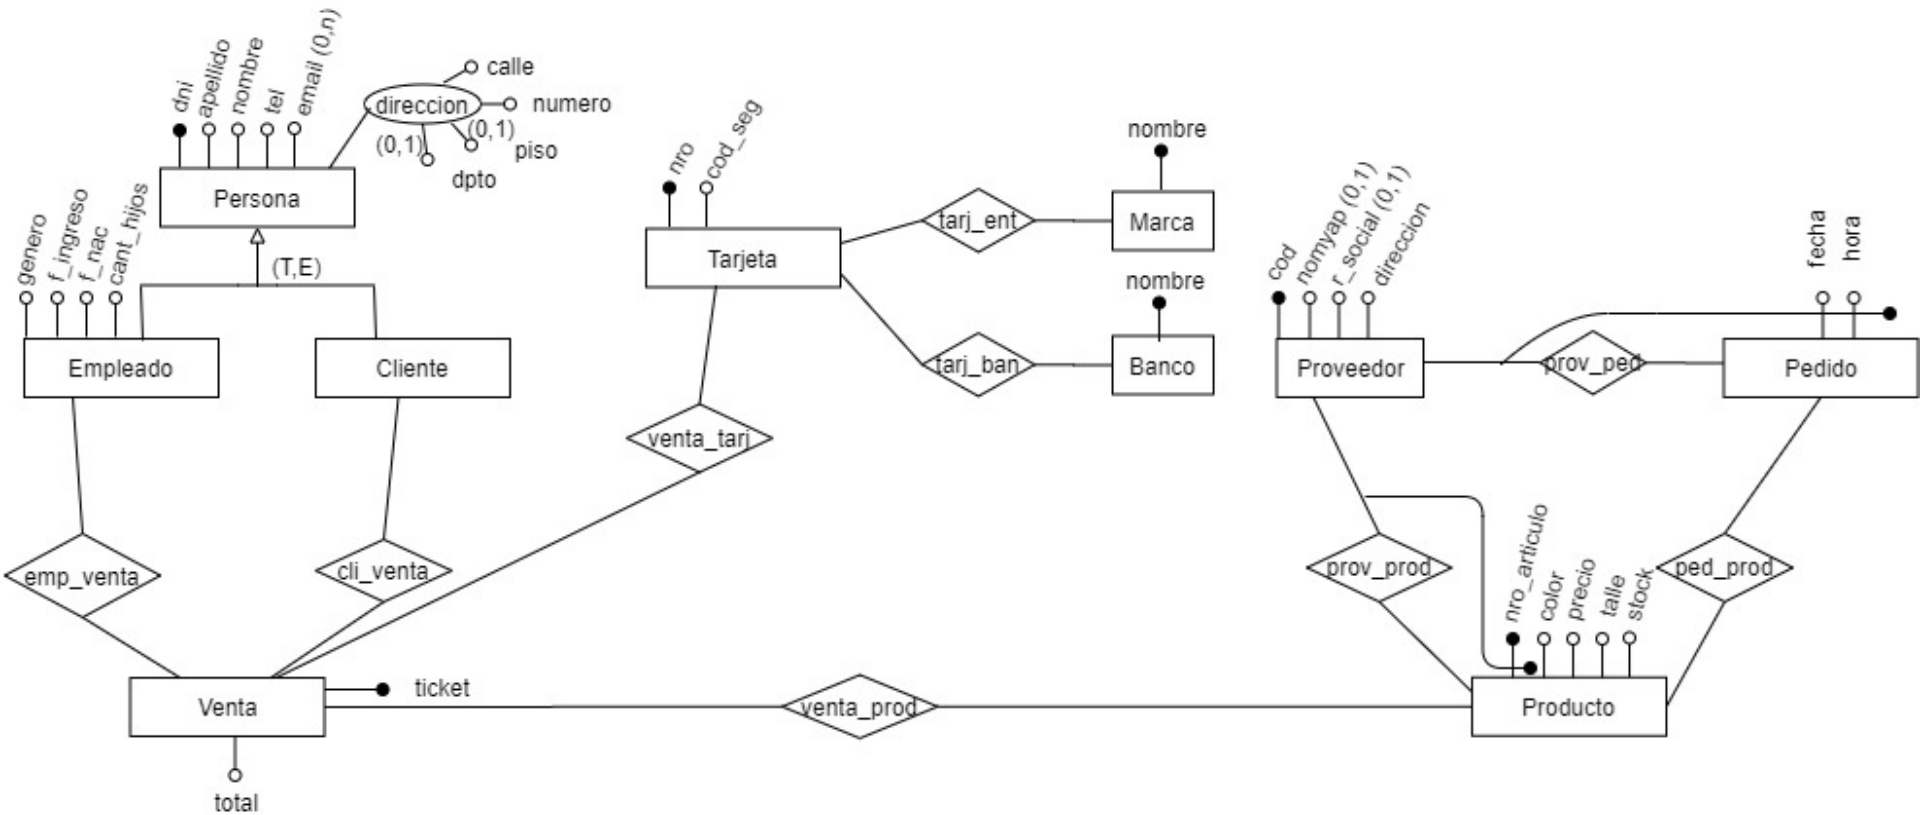 dni
apellido
nombre
tel
email (0,n)
direccion
calle
numero
(0,1)
piso
(0,1)
dpto
Persona
(T,E)
genero
f_ingreso
f_nac
cant_hijos
Empleado
Cliente
nro
cod_seg
Tarjeta
tarj_ent
nombre
Marca
tarj_ban
nombre
Banco
cod
nomyap (0,1)
r_social (0,1)
direccion
Proveedor
prov_ped
fecha
hora
Pedido
venta_tarj
emp_venta
cli_venta
prov_prod
ped_prod
nro_articulo
color
precio
talle
stock
Venta
ticket
total
venta_prod
Producto